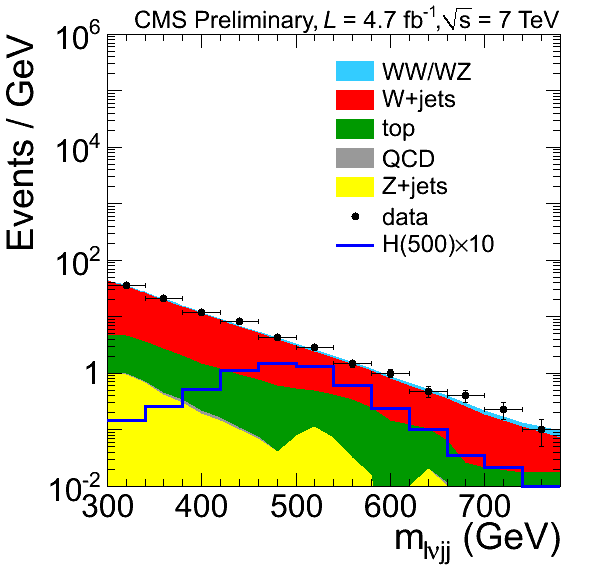 CMS Preliminary, L = 4.7 fb⁻¹,√s = 7 TeV
Events / GeV
10⁶
10⁴
10²
1
10⁻²
WW/WZ
W+jets
top
QCD
Z+jets
data
H(500)×10
300 400 500 600 700
m_lνjj (GeV)